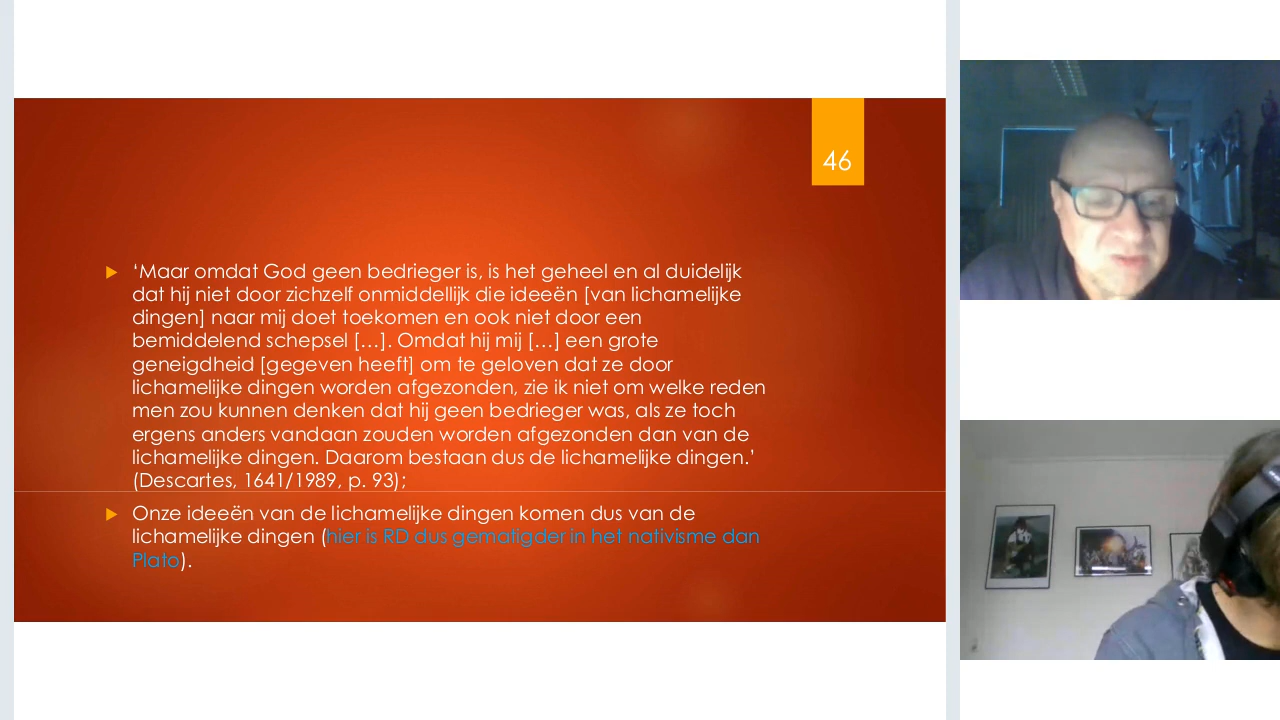 46
‘Maar omdat God geen bedrieger is, is het geheel en al duidelijk
dat hij niet door zichzelf onmiddellijk die ideeën [van lichamelijke
dingen] naar mij doet toekomen en ook niet door een
bemiddelend schepsel […]. Omdat hij mij […] een grote
geneigdheid [gegeven heeft] om te geloven dat ze door
lichamelijke dingen worden afgezonden, zie ik niet om welke reden
men zou kunnen denken dat hij geen bedrieger was, als ze toch
ergens anders vandaan zouden worden afgezonden dan van de
lichamelijke dingen. Daarom bestaan dus de lichamelijke dingen.’
(Descartes, 1641/1989, p. 93);
Onze ideeën van de lichamelijke dingen komen dus van de
lichamelijke dingen (hier is RD dus gematigder in het nativisme dan
Plato).